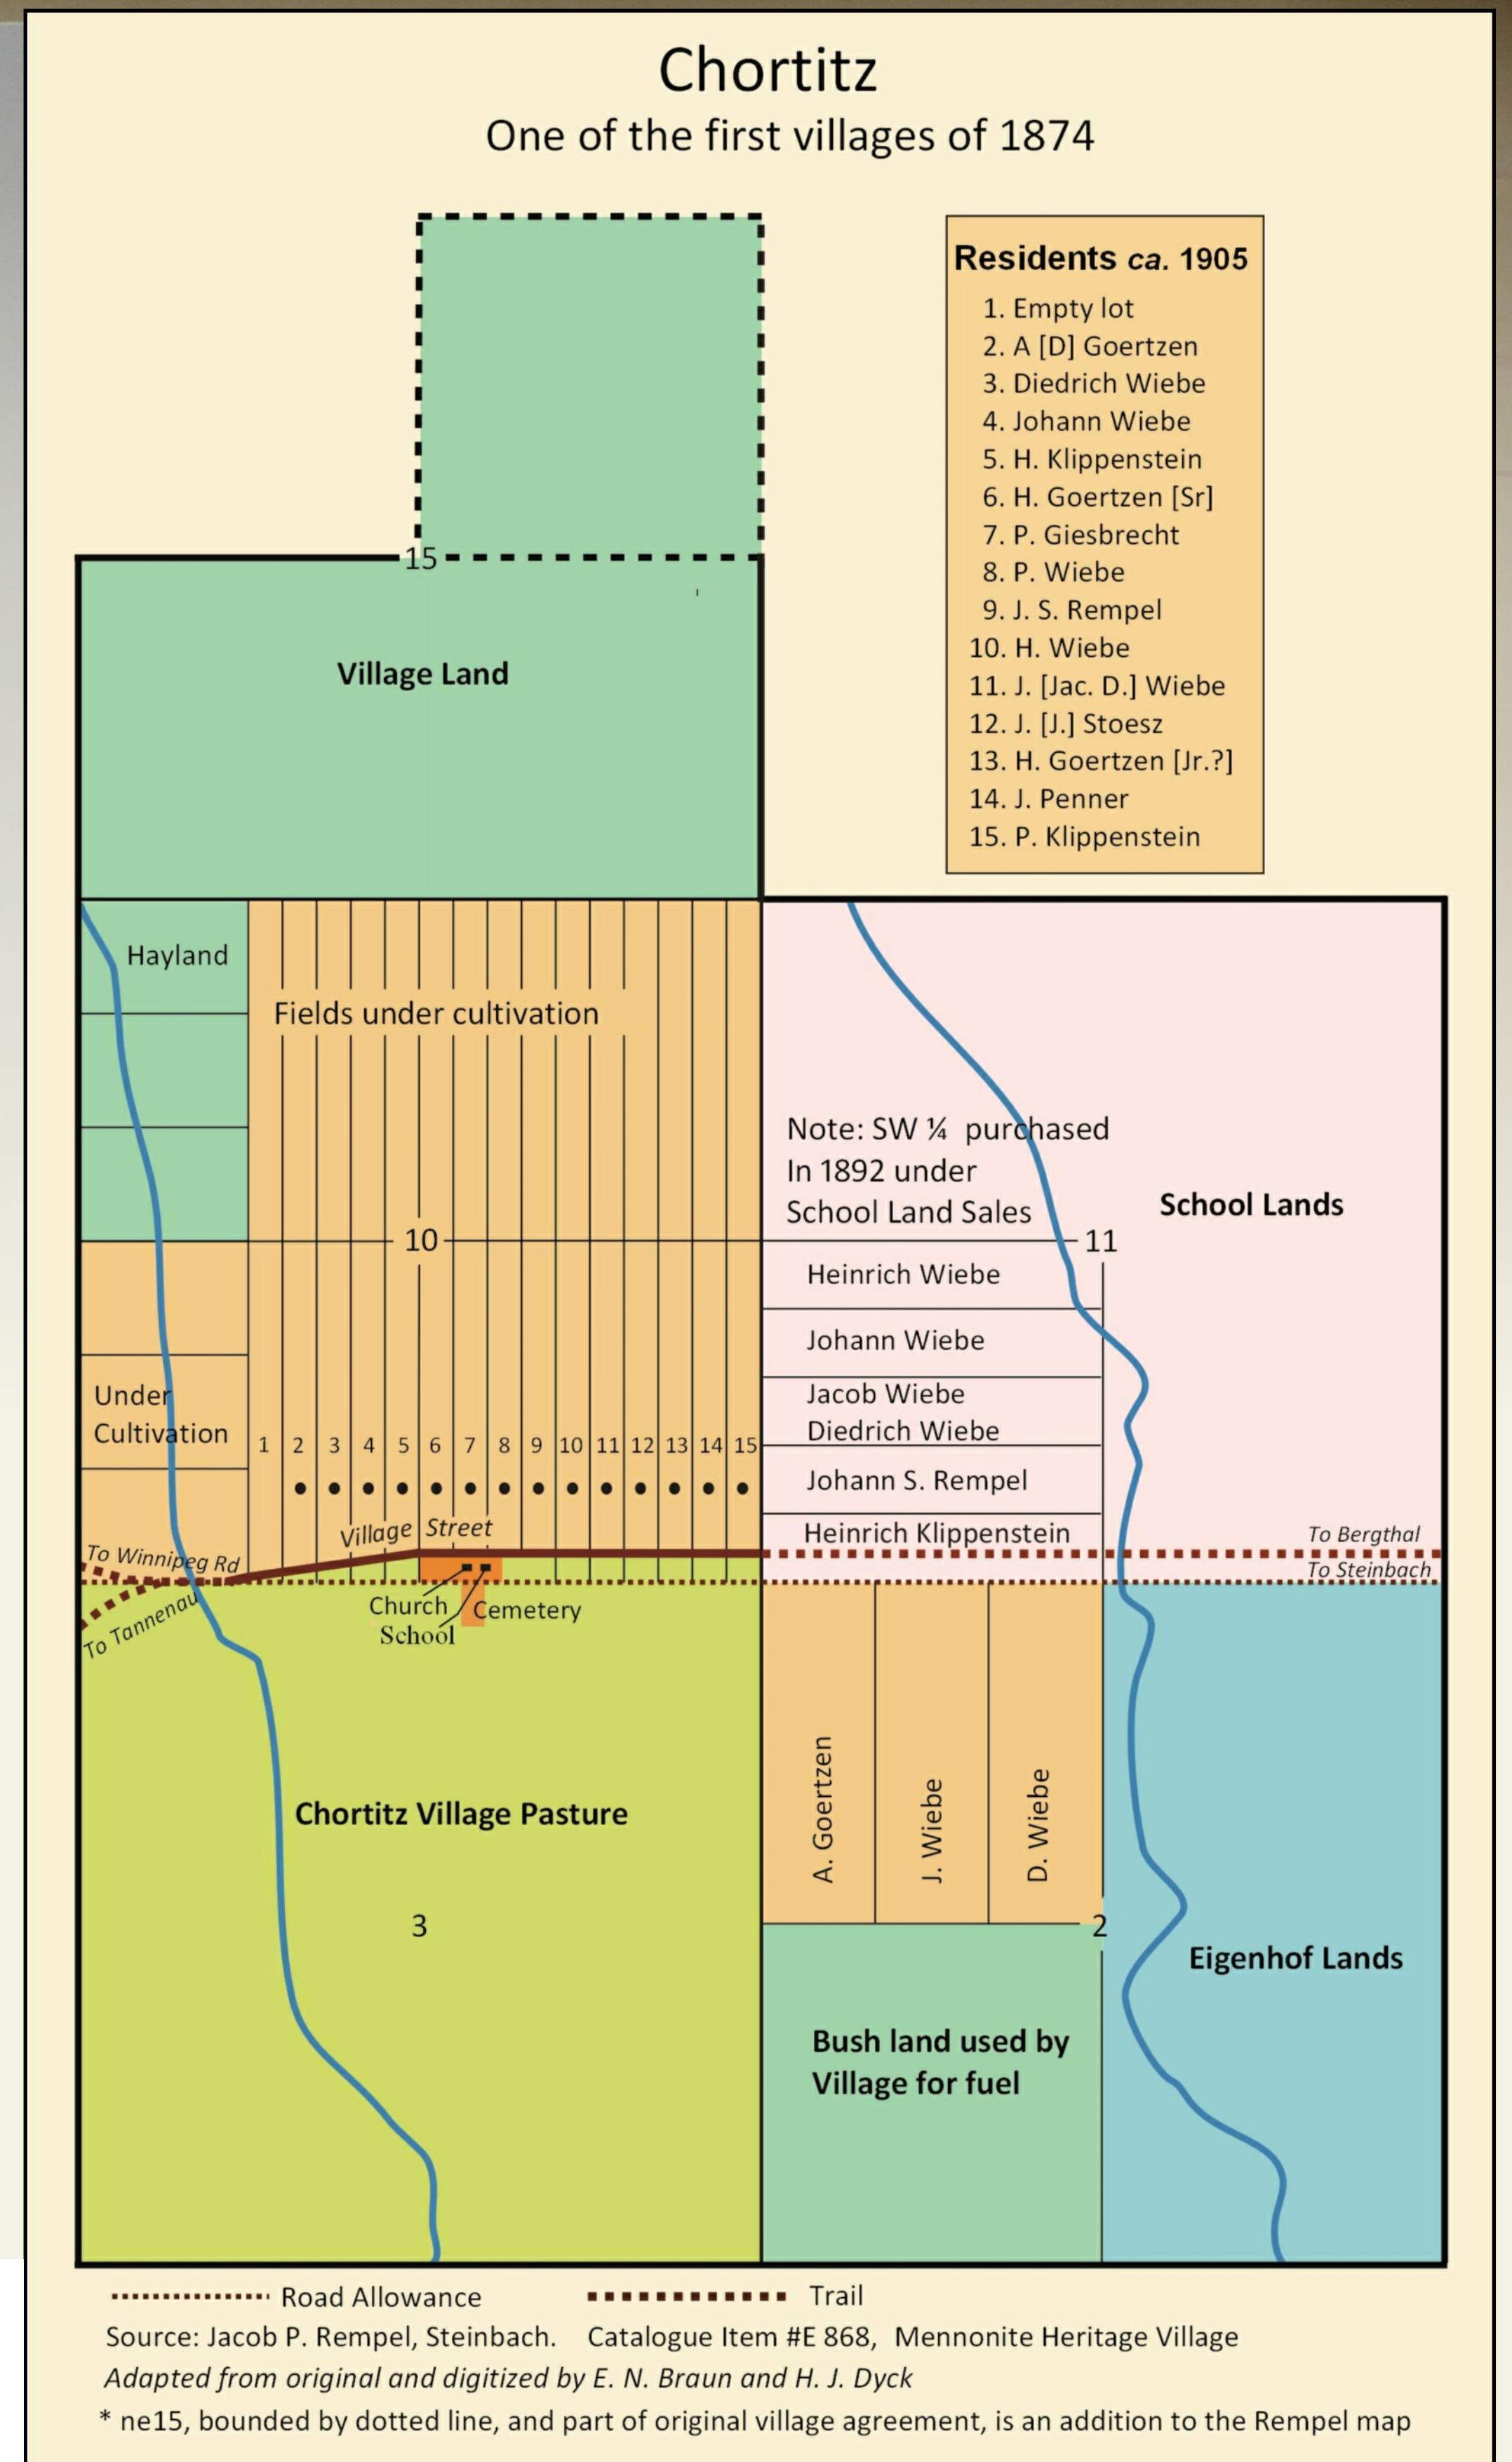 Chortitz
One of the first villages of 1874
Residents ca. 1905
1. Empty lot
2. A [D] Goertzen
3. Diedrich Wiebe
4. Johann Wiebe
5. H. Klippenstein
6. H. Goertzen [Sr]
7. P. Giesbrecht
8. P. Wiebe
9. J. S. Rempel
10. H. Wiebe
11. J. [Jac. D.] Wiebe
12. J. [J.] Stoesz
13. H. Goertzen [Jr.?]
14. J. Penner
15. P. Klippenstein
15
Village Land
Hayland
Fields under cultivation
Note: SW ¼ purchased
In 1892 under
School Land Sales
School Lands
10
11
Heinrich Wiebe
Johann Wiebe
Jacob Wiebe
Diedrich Wiebe
Johann S. Rempel
Heinrich Klippenstein
Under
Cultivation
1 2 3 4 5 6 7 8 9 10 11 12 13 14 15
Village Street
To Winnipeg Rd
To Tannenau
To Bergthal
To Steinbach
Church
Cemetery
School
A. Goertzen
J. Wiebe
D. Wiebe
Chortitz Village Pasture
3
2
Eigenhof Lands
Bush land used by
Village for fuel
Road Allowance
Trail
Source: Jacob P. Rempel, Steinbach. Catalogue Item #E 868, Mennonite Heritage Village
Adapted from original and digitized by E. N. Braun and H. J. Dyck
* ne15, bounded by dotted line, and part of original village agreement, is an addition to the Rempel map